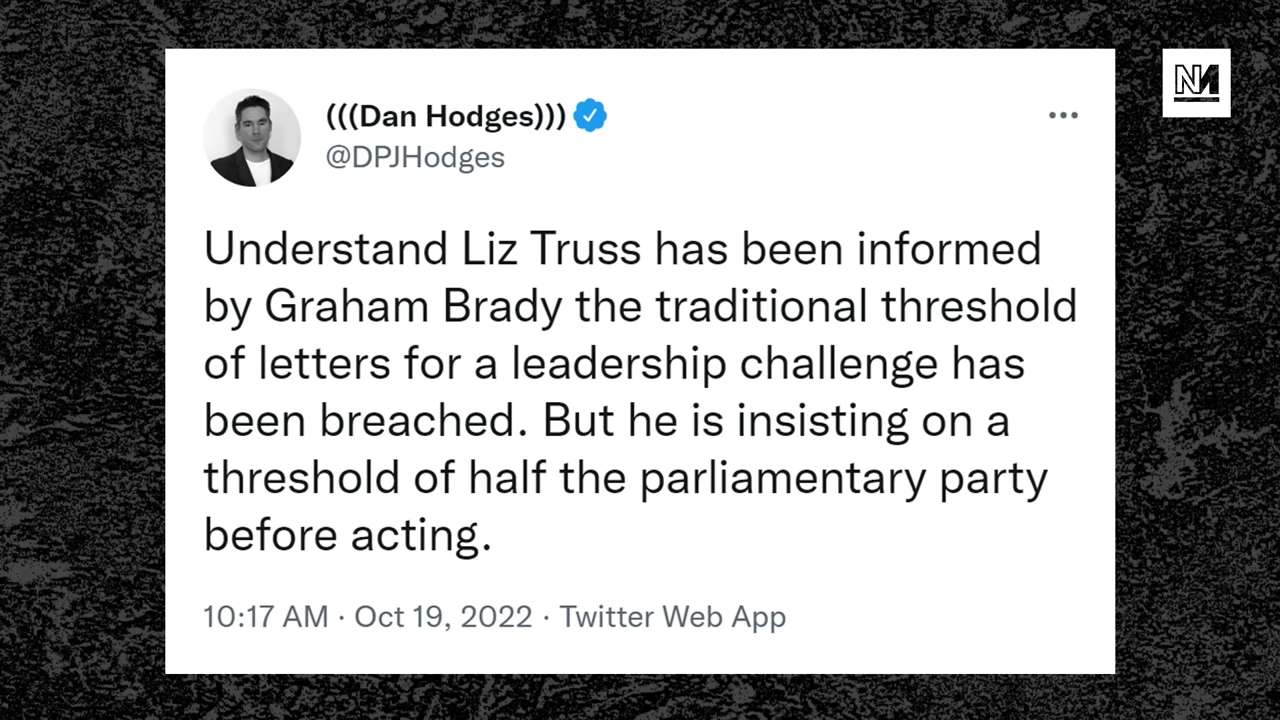 (((Dan Hodges)))
@DPJHodges
Understand Liz Truss has been informed
by Graham Brady the traditional threshold
of letters for a leadership challenge has
been breached. But he is insisting on a
threshold of half the parliamentary party
before acting.
10:17 AM · Oct 19, 2022 · Twitter Web App